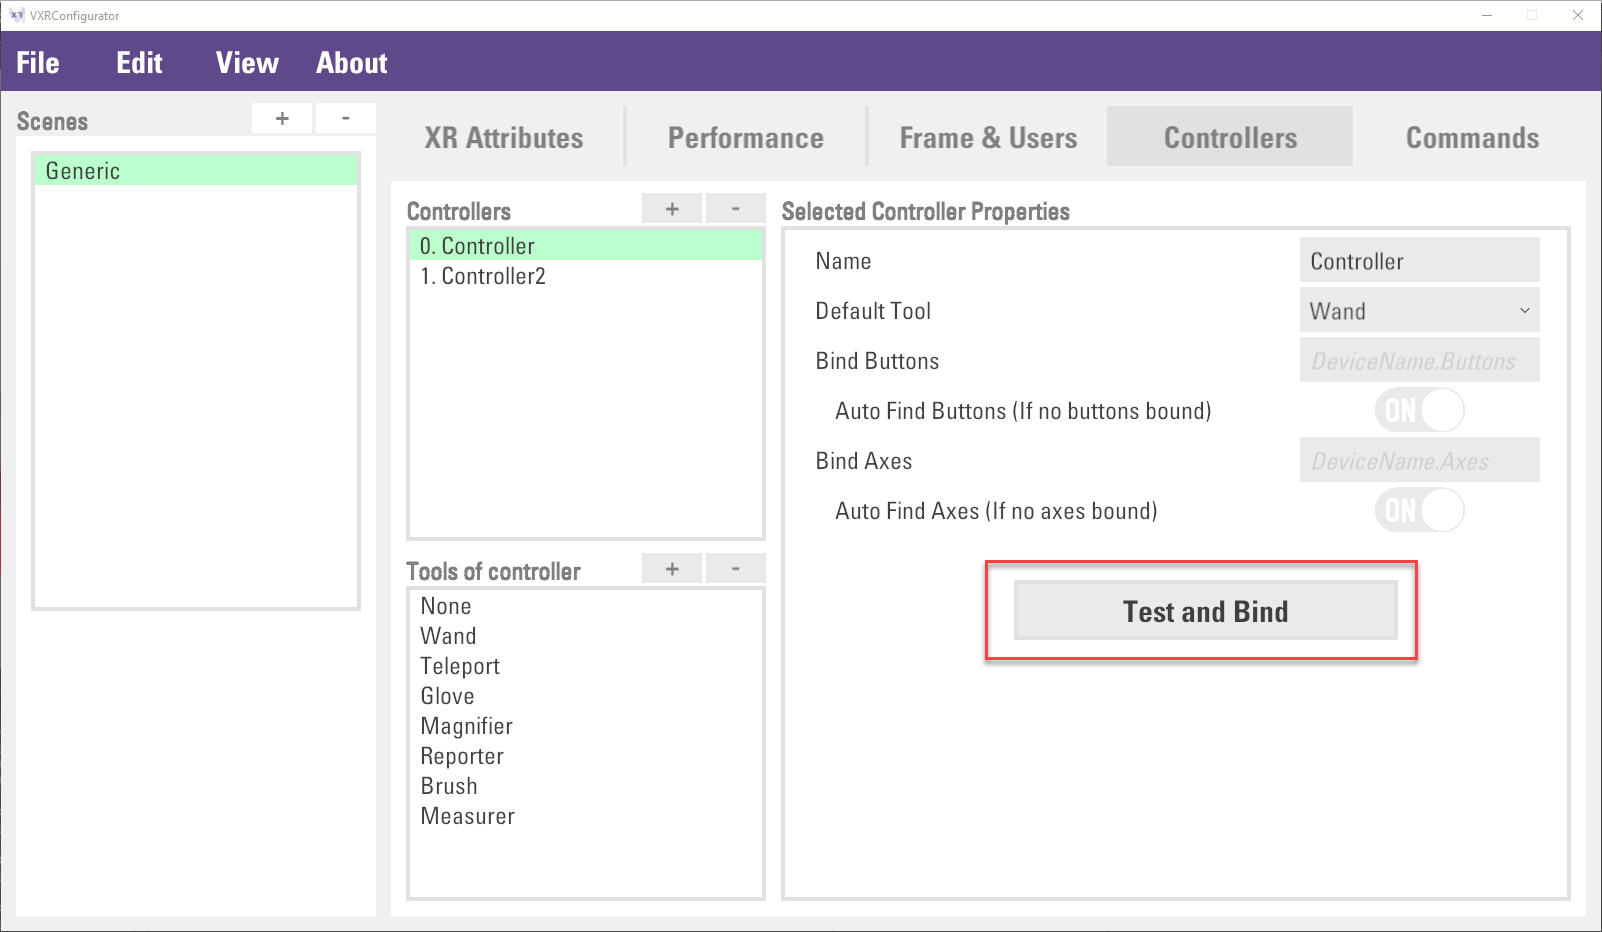 VXRConfigurator
File Edit View About
Scenes + -
Generic
XR Attributes Performance Frame & Users Controllers Commands
Controllers + -
0. Controller
1. Controller2
Tools of controller + -
None
Wand
Teleport
Glove
Magnifier
Reporter
Brush
Measurer
Selected Controller Properties
Name Controller
Default Tool Wand
Bind Buttons DeviceName.Buttons
Auto Find Buttons (If no buttons bound) ON
Bind Axes DeviceName.Axes
Auto Find Axes (If no axes bound) ON
Test and Bind